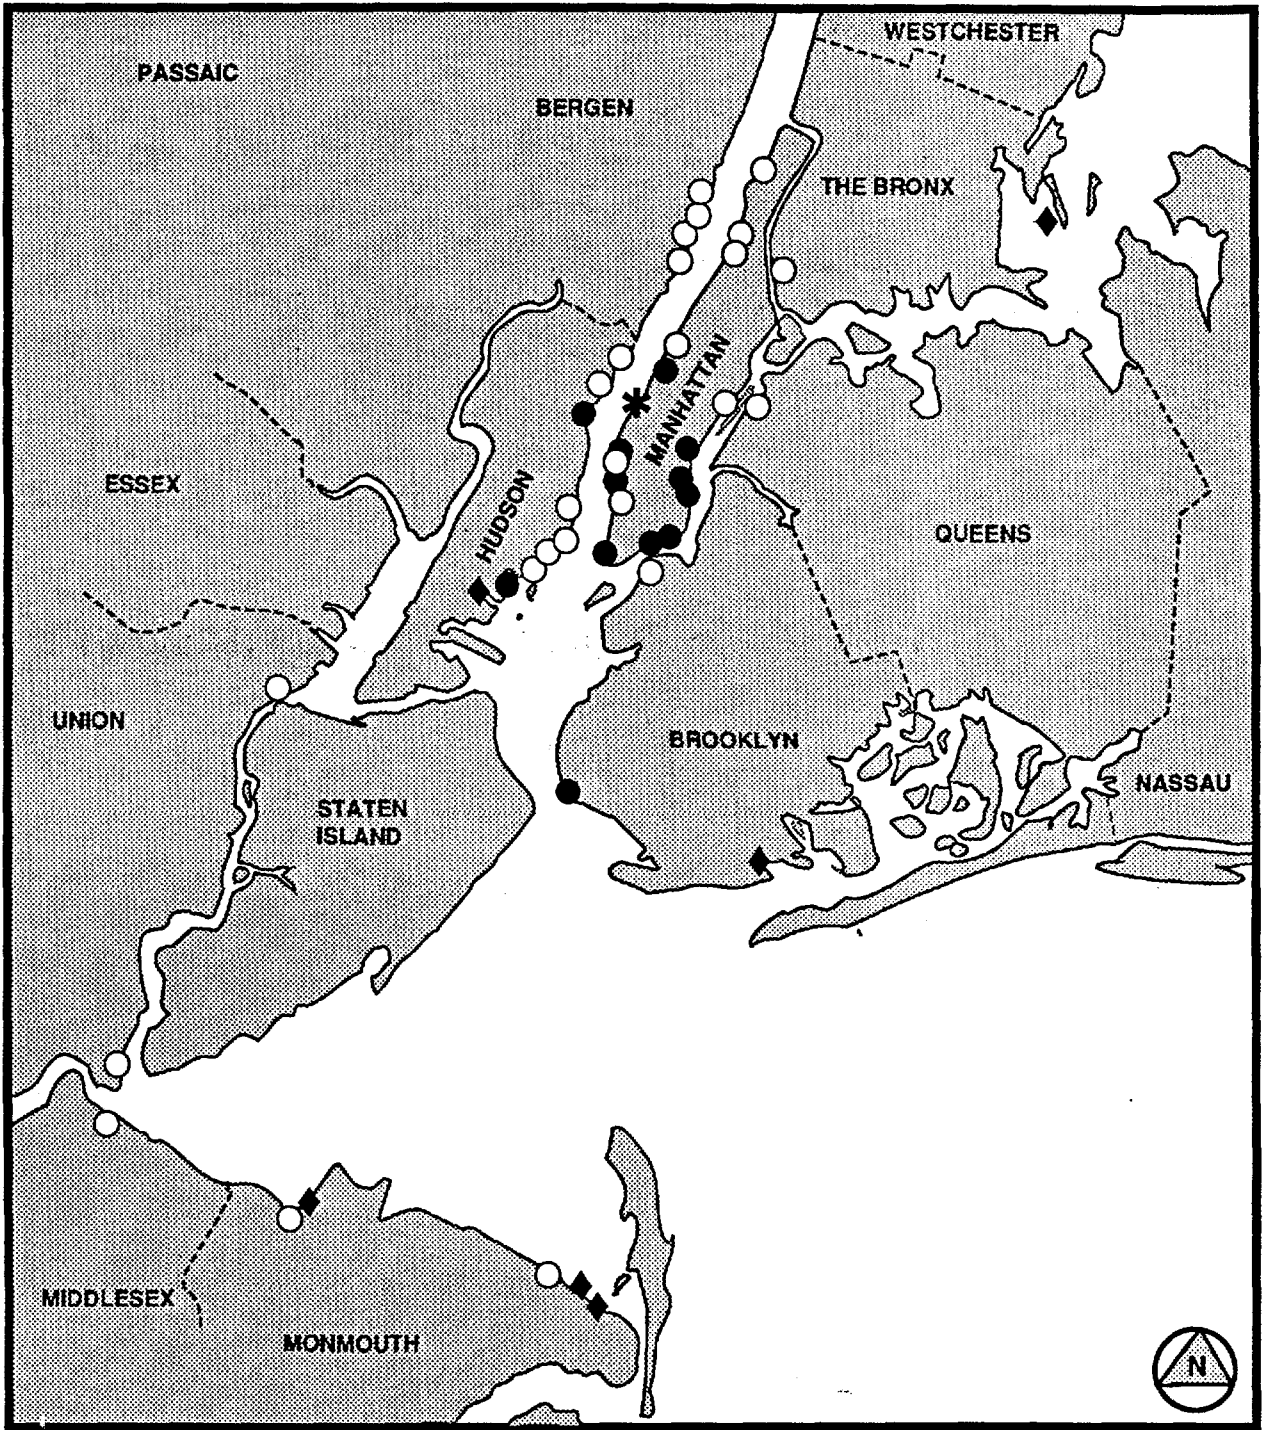 WESTCHESTER
PASSAIC
BERGEN
THE BRONX
MANHATTAN
ESSEX
HUDSON
QUEENS
UNION
BROOKLYN
NASSAU
STATEN
ISLAND
MIDDLESEX
MONMOUTH
N